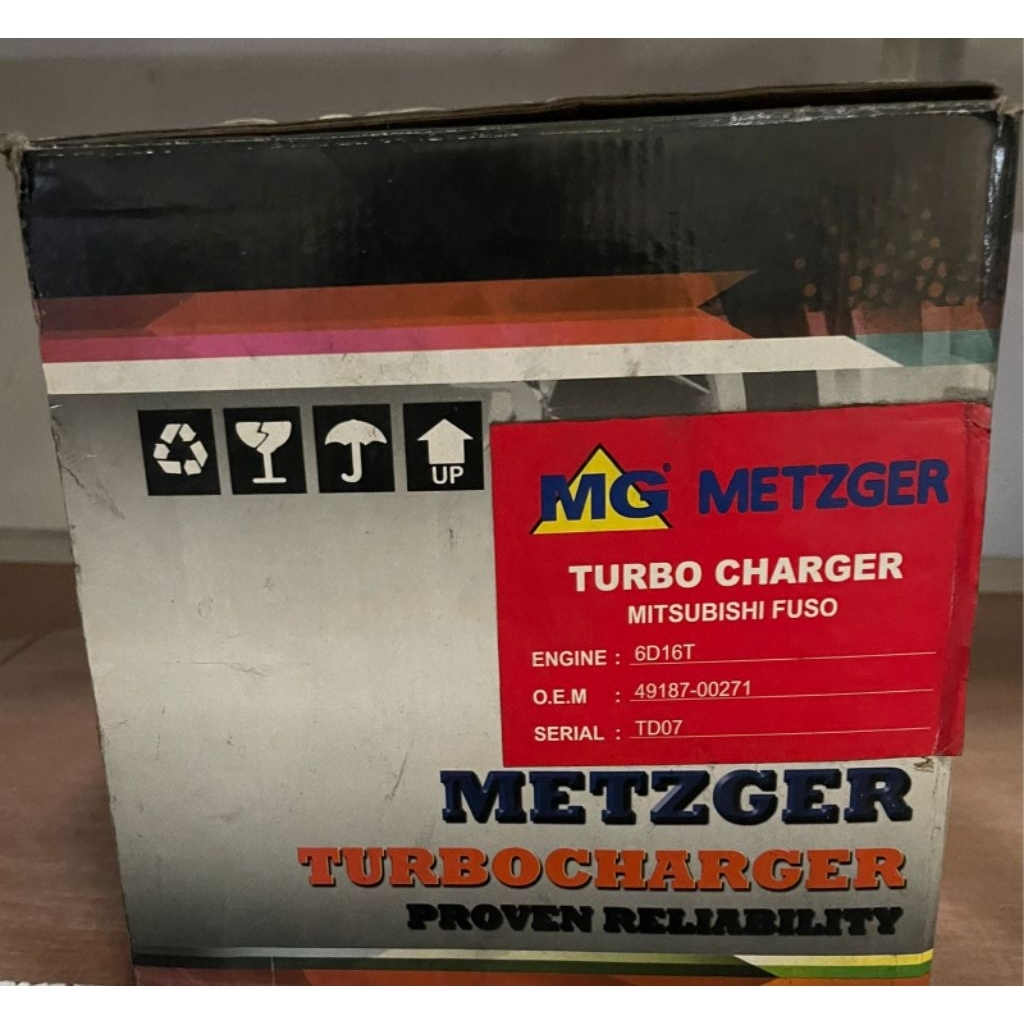 UP
MG® METZGER
TURBO CHARGER
MITSUBISHI FUSO
ENGINE : 6D16T
O.E.M : 49187-00271
SERIAL : TD07
METZGER
TURBOCHARGER
PROVEN RELIABILITY